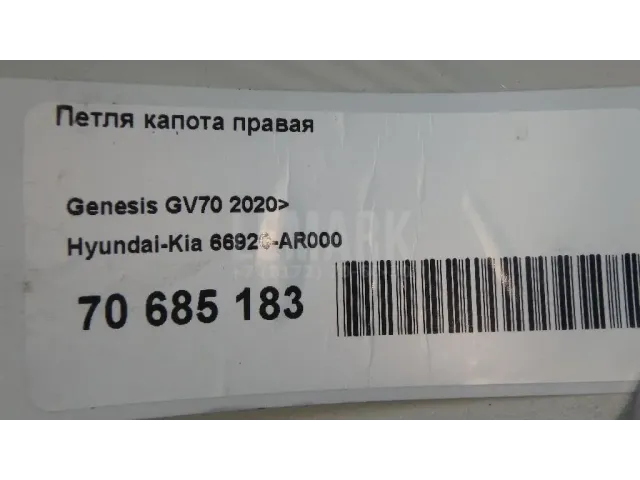 Петля капота правая
Genesis GV70 2020>
Hyundai-Kia 66920-AR000
70 685 183